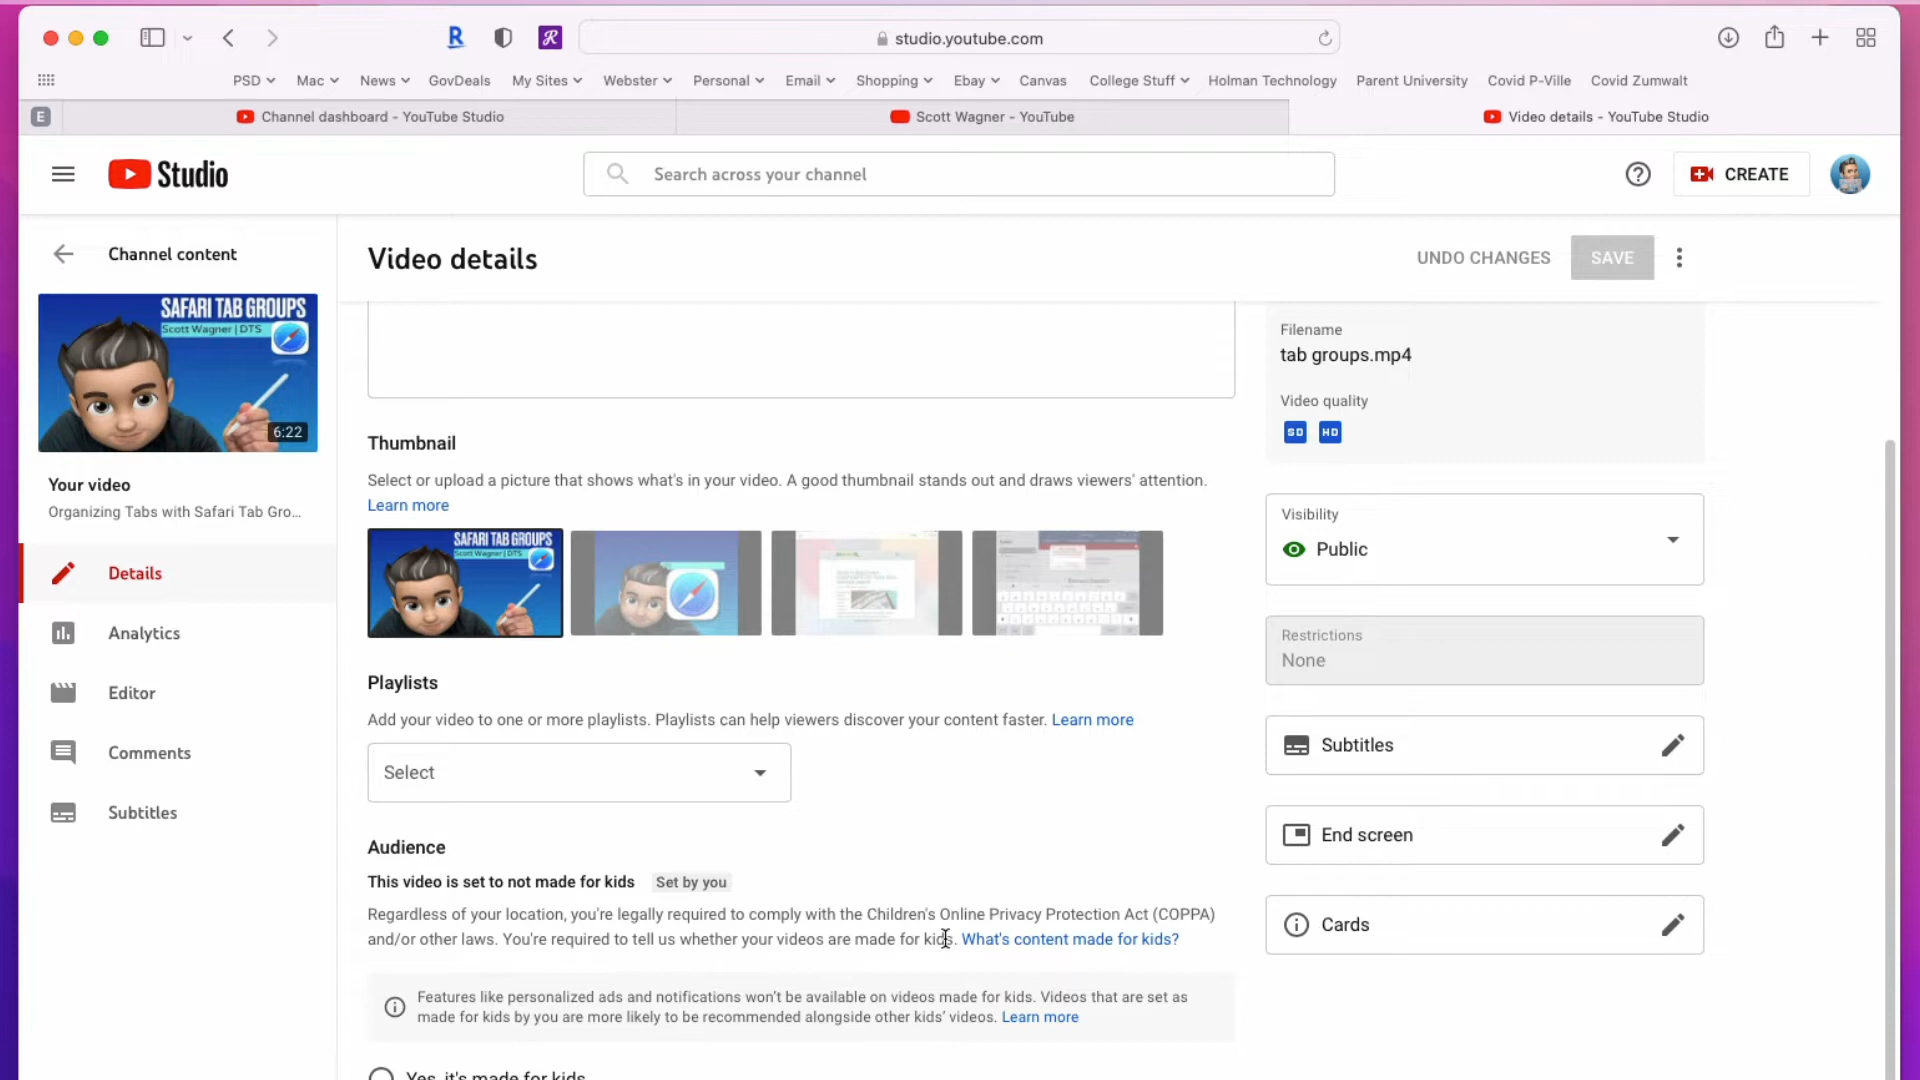 studio.youtube.com
PSD Mac News GovDeals My Sites Webster Personal Email Shopping Ebay Canvas College Stuff Holman Technology Parent University Covid P-Ville Covid Zumwalt
E Channel dashboard - YouTube Studio Scott Wagner - YouTube Video details - YouTube Studio
Studio Search across your channel CREATE
Channel content
Video details UNDO CHANGES SAVE
SAFARI TAB GROUPS
Scott Wagner | DTS
6:22
Your video
Organizing Tabs with Safari Tab Gro...
Details
Analytics
Editor
Comments
Subtitles
Thumbnail
Select or upload a picture that shows what's in your video. A good thumbnail stands out and draws viewers' attention.
Learn more
SAFARI TAB GROUPS
Scott Wagner | DTS
Playlists
Add your video to one or more playlists. Playlists can help viewers discover your content faster. Learn more
Select
Audience
This video is set to not made for kids Set by you
Regardless of your location, you're legally required to comply with the Children's Online Privacy Protection Act (COPPA)
and/or other laws. You're required to tell us whether your videos are made for kids. What's content made for kids?
Features like personalized ads and notifications won't be available on videos made for kids. Videos that are set as
made for kids by you are more likely to be recommended alongside other kids' videos. Learn more
Yes, it's made for kids
Filename
tab groups.mp4
Video quality
SD HD
Visibility
Public
Restrictions
None
Subtitles
End screen
Cards